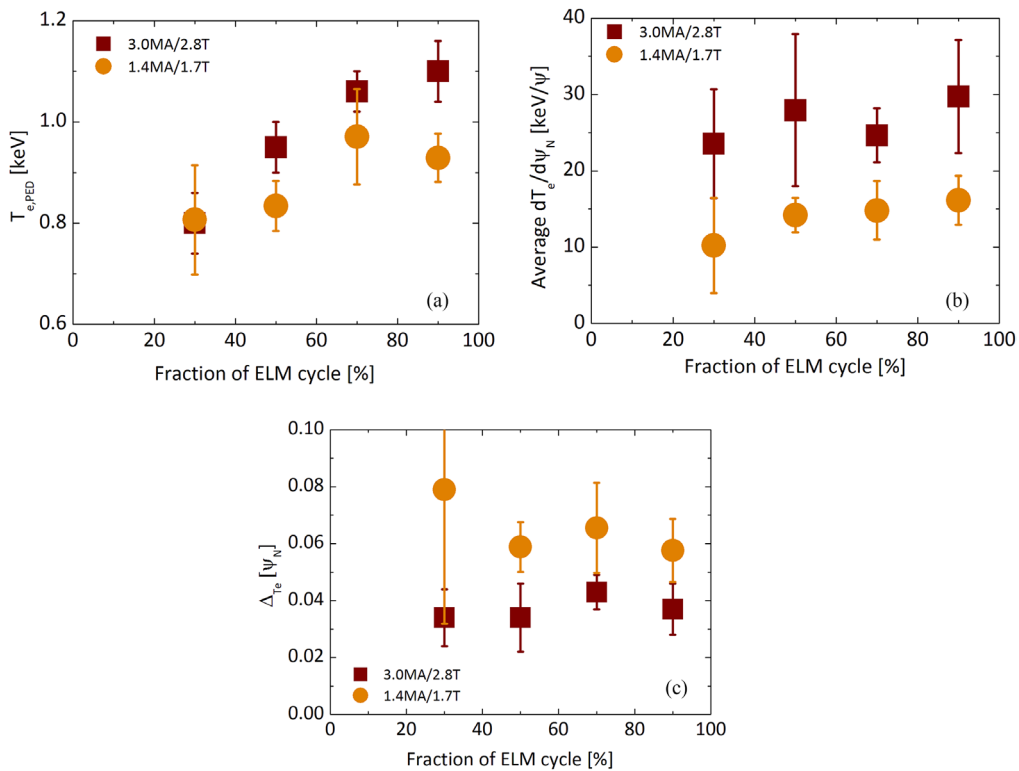 (a)
3.0MA/2.8T
1.4MA/1.7T
T_e,PED [keV]
1.2
1.0
0.8
0.6
0 20 40 60 80 100
Fraction of ELM cycle [%]
(b)
3.0MA/2.8T
1.4MA/1.7T
Average dT_e/dψ_N [keV/ψ]
40
30
20
10
0
0 20 40 60 80 100
Fraction of ELM cycle [%]
(c)
3.0MA/2.8T
1.4MA/1.7T
Δ_Te [ψ_N]
0.10
0.08
0.06
0.04
0.02
0.00
0 20 40 60 80 100
Fraction of ELM cycle [%]